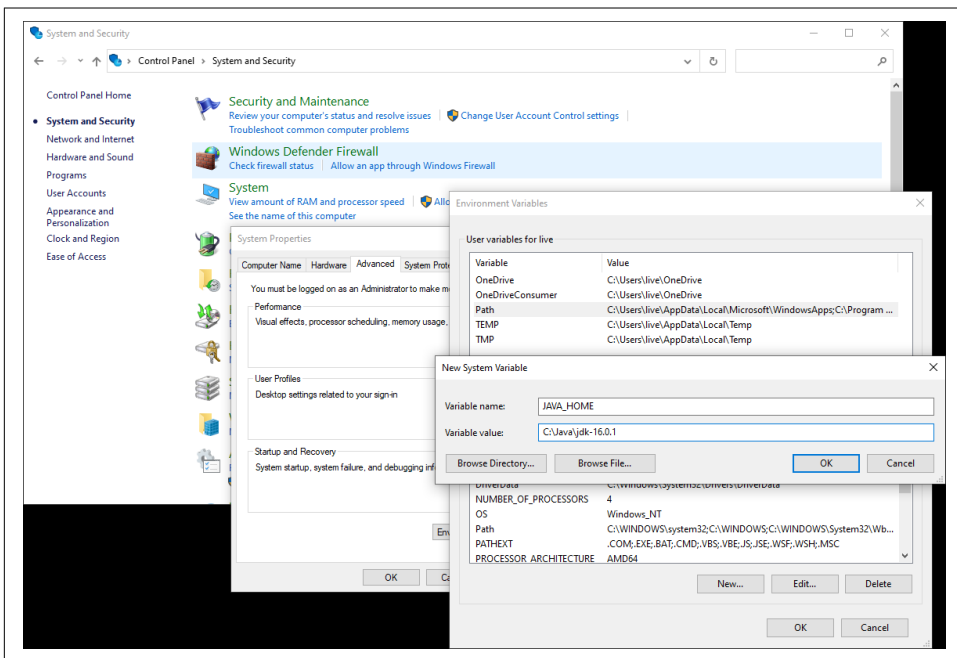 System and Security
Control Panel > System and Security
Control Panel Home
System and Security
Network and Internet
Hardware and Sound
Programs
User Accounts
Appearance and
Personalization
Clock and Region
Ease of Access
Security and Maintenance
Review your computer's status and resolve issues
Change User Account Control settings
Troubleshoot common computer problems
Windows Defender Firewall
Check firewall status
Allow an app through Windows Firewall
System
View amount of RAM and processor speed
See the name of this computer
System Properties
Computer Name Hardware Advanced System Prote
You must be logged on as an Administrator to make m
Performance
Visual effects, processor scheduling, memory usage,
User Profiles
Desktop settings related to your sign-in
Startup and Recovery
System startup, system failure, and debugging inf
OK
Environment Variables
User variables for live
Variable Value
OneDrive C:\Users\live\OneDrive
OneDriveConsumer C:\Users\live\OneDrive
Path C:\Users\live\AppData\Local\Microsoft\WindowsApps;C:\Program ...
TEMP C:\Users\live\AppData\Local\Temp
TMP C:\Users\live\AppData\Local\Temp
New System Variable
Variable name: JAVA_HOME
Variable value: C:\Java\jdk-16.0.1
Browse Directory... Browse File... OK Cancel
DriverData C:\Windows\System32\Drivers\DriverData
NUMBER_OF_PROCESSORS 4
OS Windows_NT
Path C:\WINDOWS\system32;C:\WINDOWS;C:\WINDOWS\System32\Wb...
PATHEXT .COM;.EXE;.BAT;.CMD;.VBS;.VBE;.JS;.JSE;.WSF;.WSH;.MSC
PROCESSOR_ARCHITECTURE AMD64
New... Edit... Delete
OK Cancel